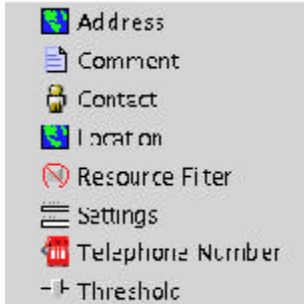 Address
Comment
Contact
Location
Resource Filter
Settings
Telephone Number
Threshold